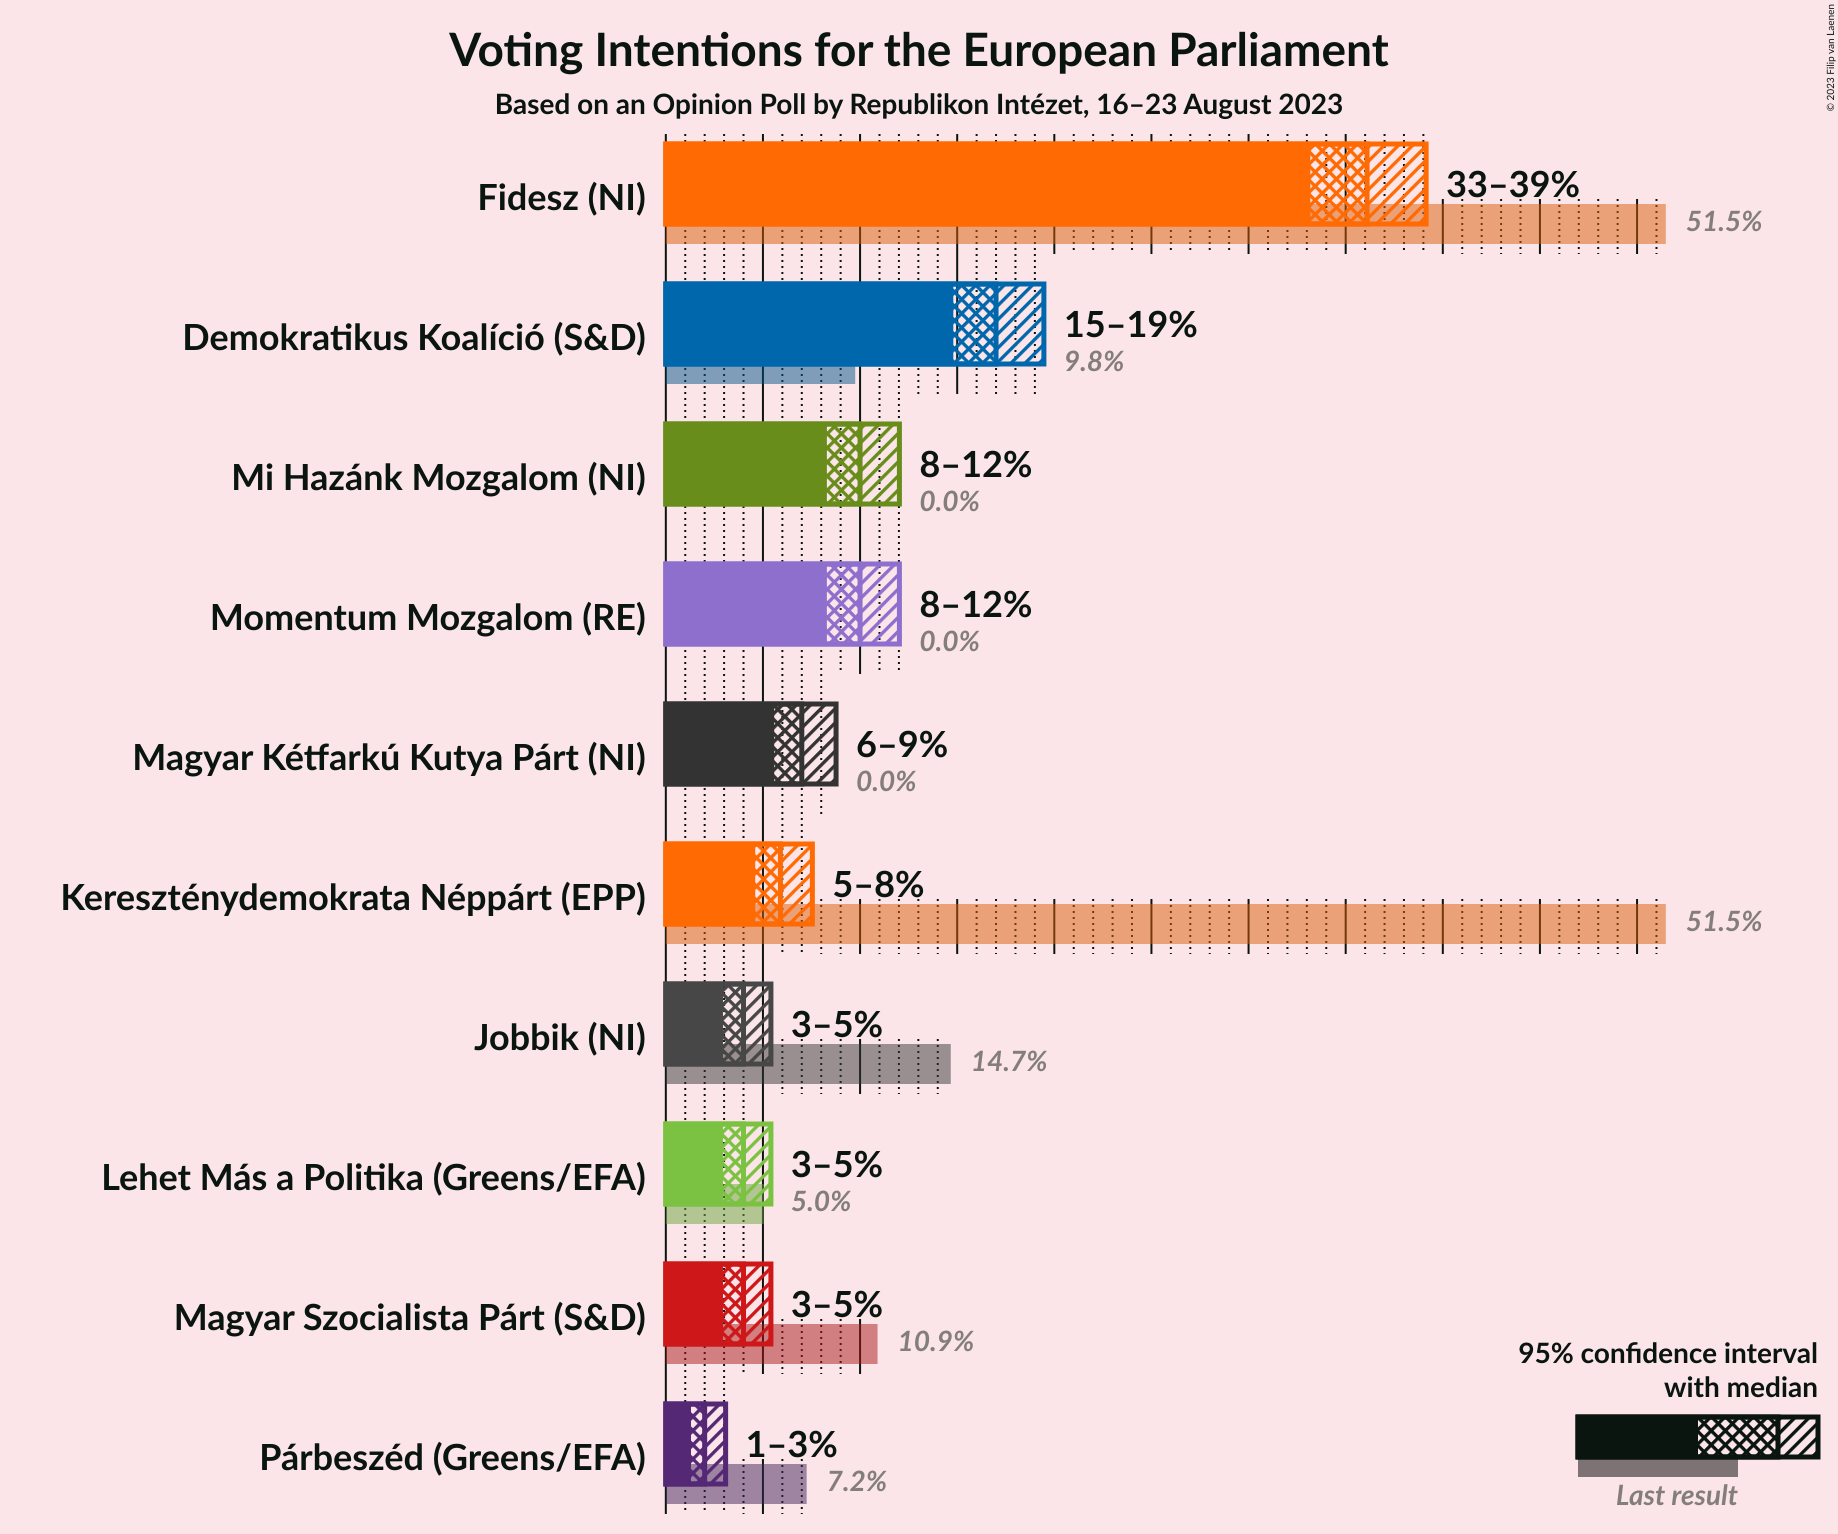 Voting Intentions for the European Parliament
Based on an Opinion Poll by Republikon Intézet, 16–23 August 2023
© 2023 Filip van Laenen
Fidesz (NI)
33–39%
51.5%
Demokratikus Koalíció (S&D)
15–19%
9.8%
Mi Hazánk Mozgalom (NI)
8–12%
0.0%
Momentum Mozgalom (RE)
8–12%
0.0%
Magyar Kétfarkú Kutya Párt (NI)
6–9%
0.0%
Kereszténydemokrata Néppárt (EPP)
5–8%
51.5%
Jobbik (NI)
3–5%
14.7%
Lehet Más a Politika (Greens/EFA)
3–5%
5.0%
Magyar Szocialista Párt (S&D)
3–5%
10.9%
Párbeszéd (Greens/EFA)
1–3%
7.2%
95% confidence interval
with median
Last result